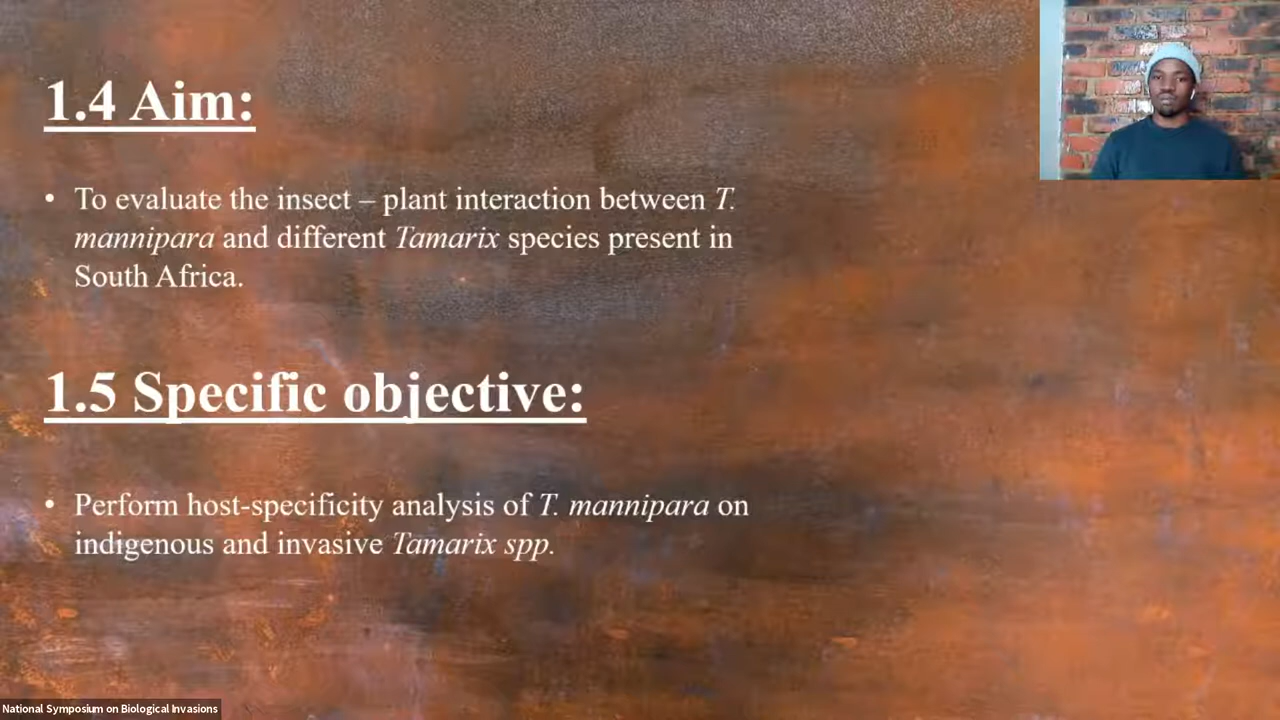 1.4 Aim:
• To evaluate the insect – plant interaction between T.
mannipara and different Tamarix species present in
South Africa.
1.5 Specific objective:
• Perform host-specificity analysis of T. mannipara on
indigenous and invasive Tamarix spp.
National Symposium on Biological Invasions